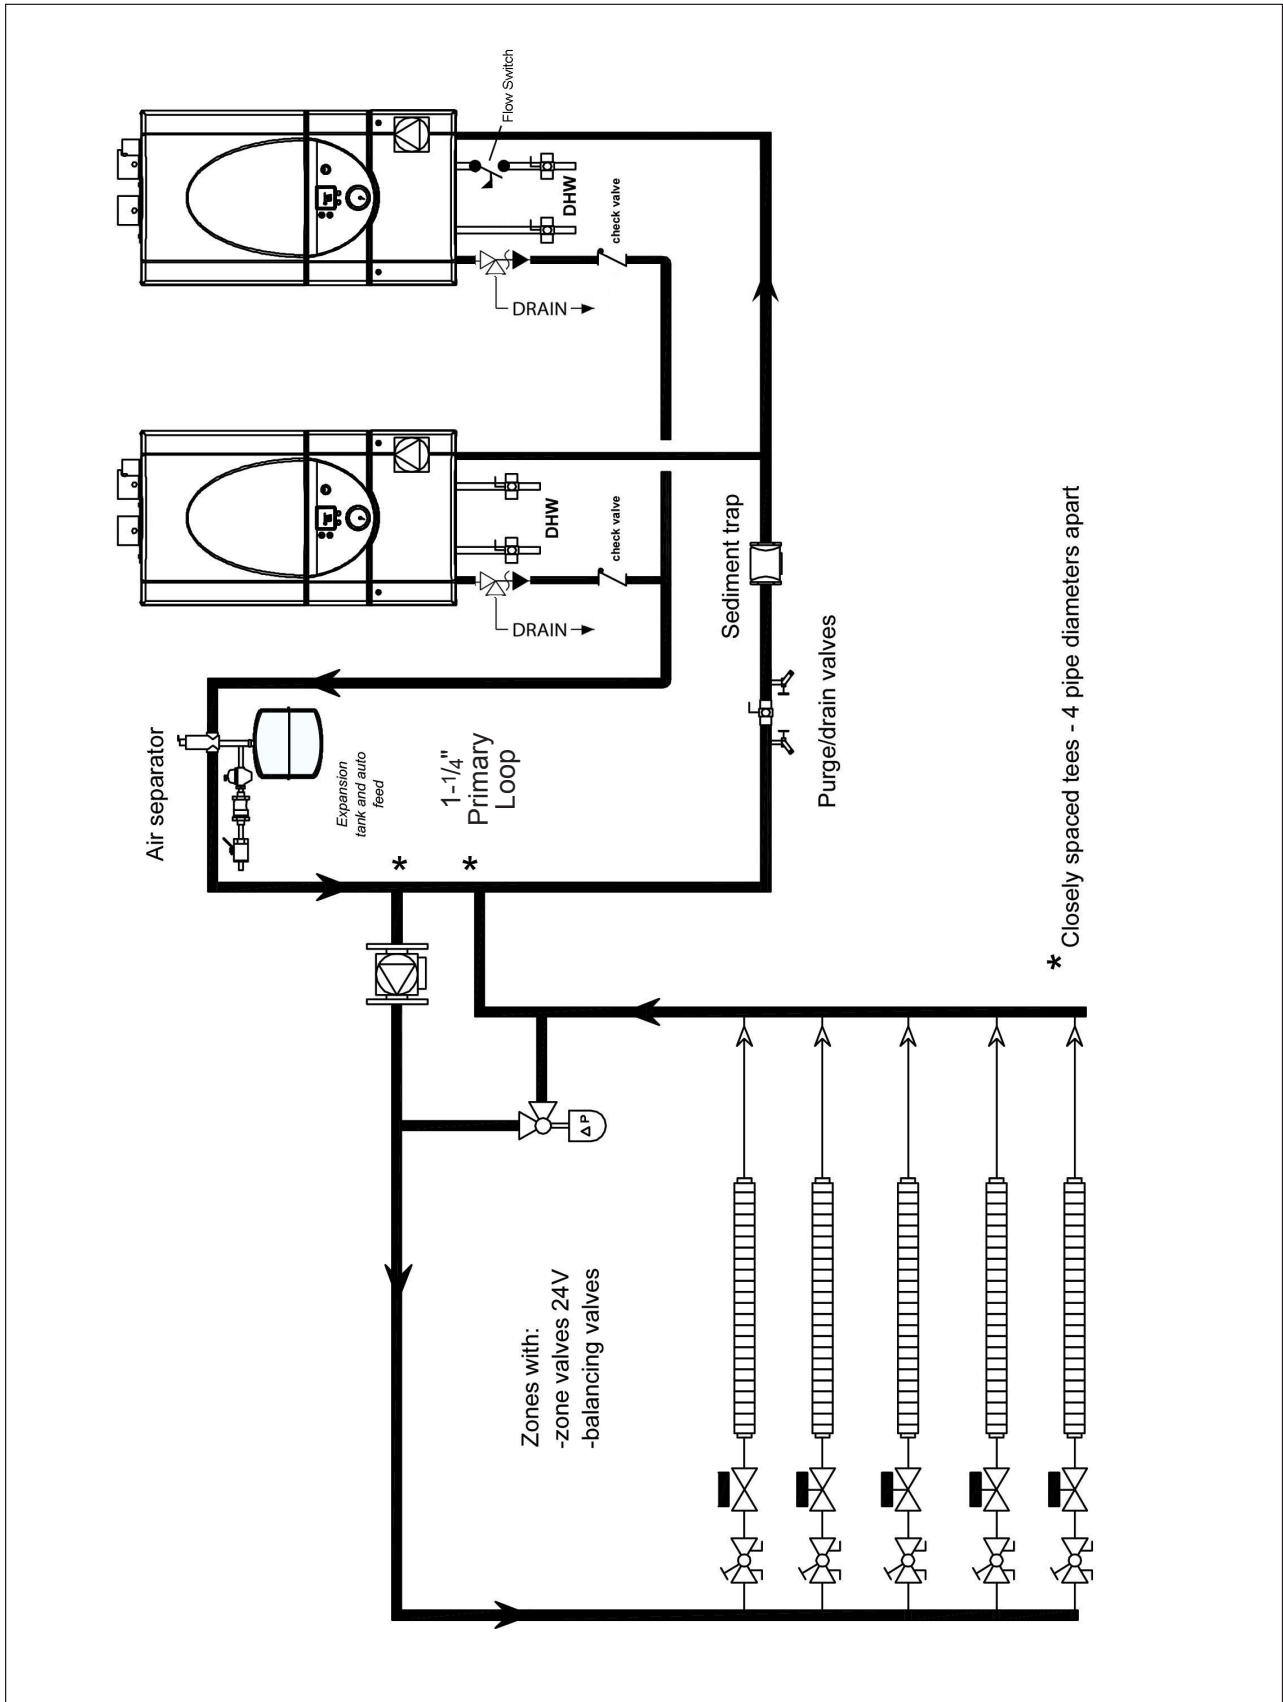 Flow Switch
DHW
check valve
DRAIN
DHW
check valve
DRAIN
Air separator
Expansion
tank and auto
feed
1-1/4"
Primary
Loop
*
*
Sediment trap
Purge/drain valves
* Closely spaced tees - 4 pipe diameters apart
Δ P
Zones with:
-zone valves 24V
-balancing valves